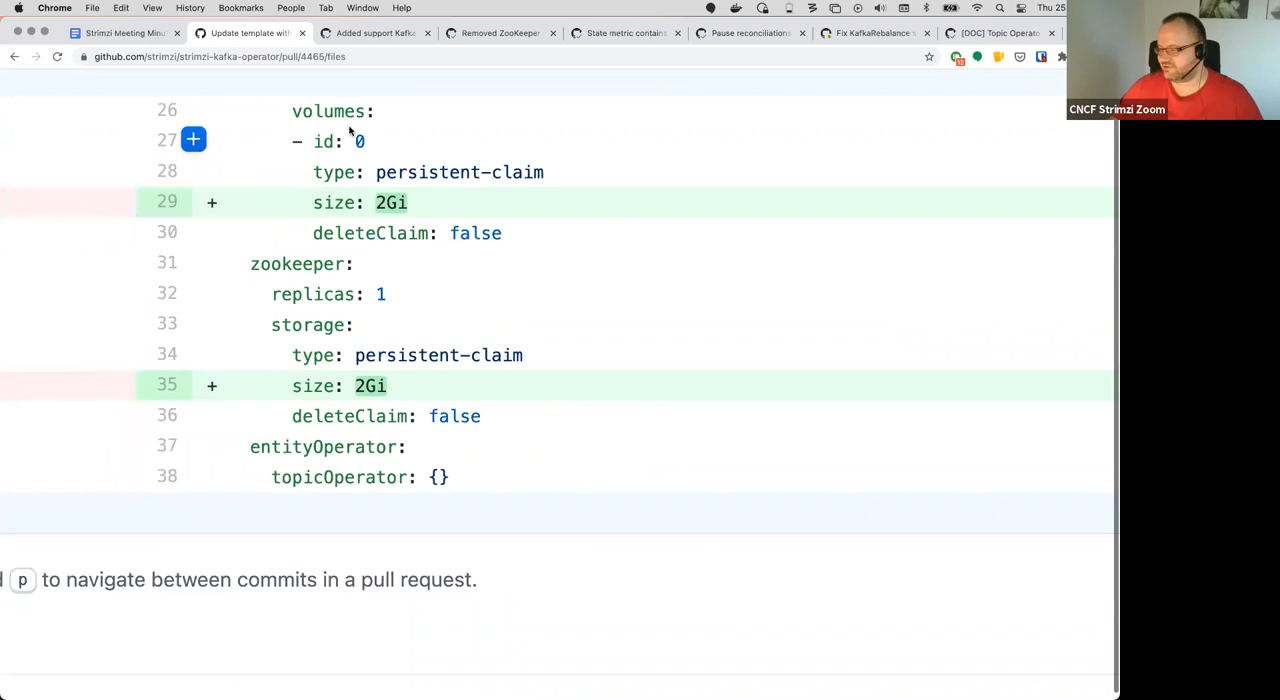 Chrome File Edit View History Bookmarks People Tab Window Help Thu 25
Strimzi Meeting Minu Update template with Added support Kafka Removed ZooKeeper State metric contains Pause reconciliations Fix KafkaRebalance s [DOC] Topic Operato
github.com/strimzi/strimzi-kafka-operator/pull/4465/files
CNCF Strimzi Zoom
26 volumes:
27 + - id: 0
28 type: persistent-claim
29 + size: 2Gi
30 deleteClaim: false
31 zookeeper:
32 replicas: 1
33 storage:
34 type: persistent-claim
35 + size: 2Gi
36 deleteClaim: false
37 entityOperator:
38 topicOperator: {}
p to navigate between commits in a pull request.